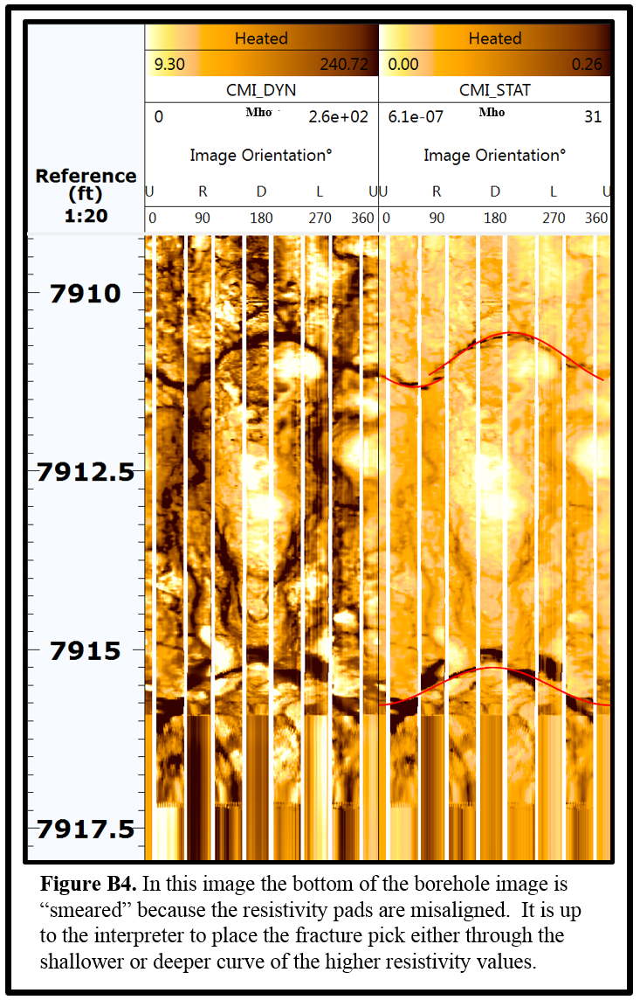 Heated
Heated
9.30 240.72
0.00 0.26
CMI_DYN
CMI_STAT
0 Mho 2.6e+02
6.1e-07 Mho 31
Image Orientation°
Image Orientation°
Reference
(ft)
1:20
U R D L U
U R D L U
0 90 180 270 360
0 90 180 270 360
7910
7912.5
7915
7917.5
Figure B4. In this image the bottom of the borehole image is
“smeared” because the resistivity pads are misaligned.  It is up
to the interpreter to place the fracture pick either through the
shallower or deeper curve of the higher resistivity values.